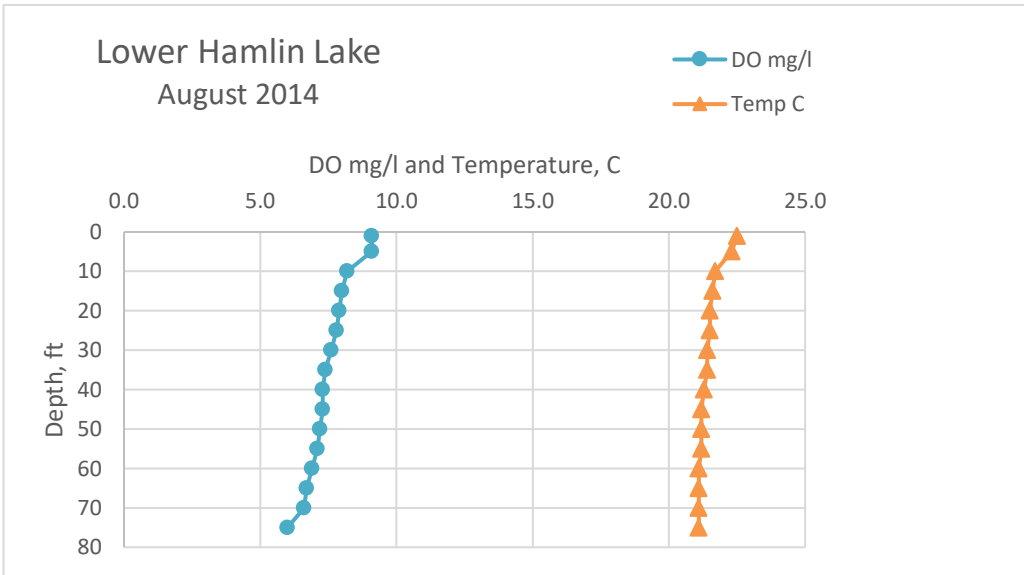 Lower Hamlin Lake
August 2014
DO mg/l
Temp C
DO mg/l and Temperature, C
0.0 5.0 10.0 15.0 20.0 25.0
Depth, ft
0
10
20
30
40
50
60
70
80